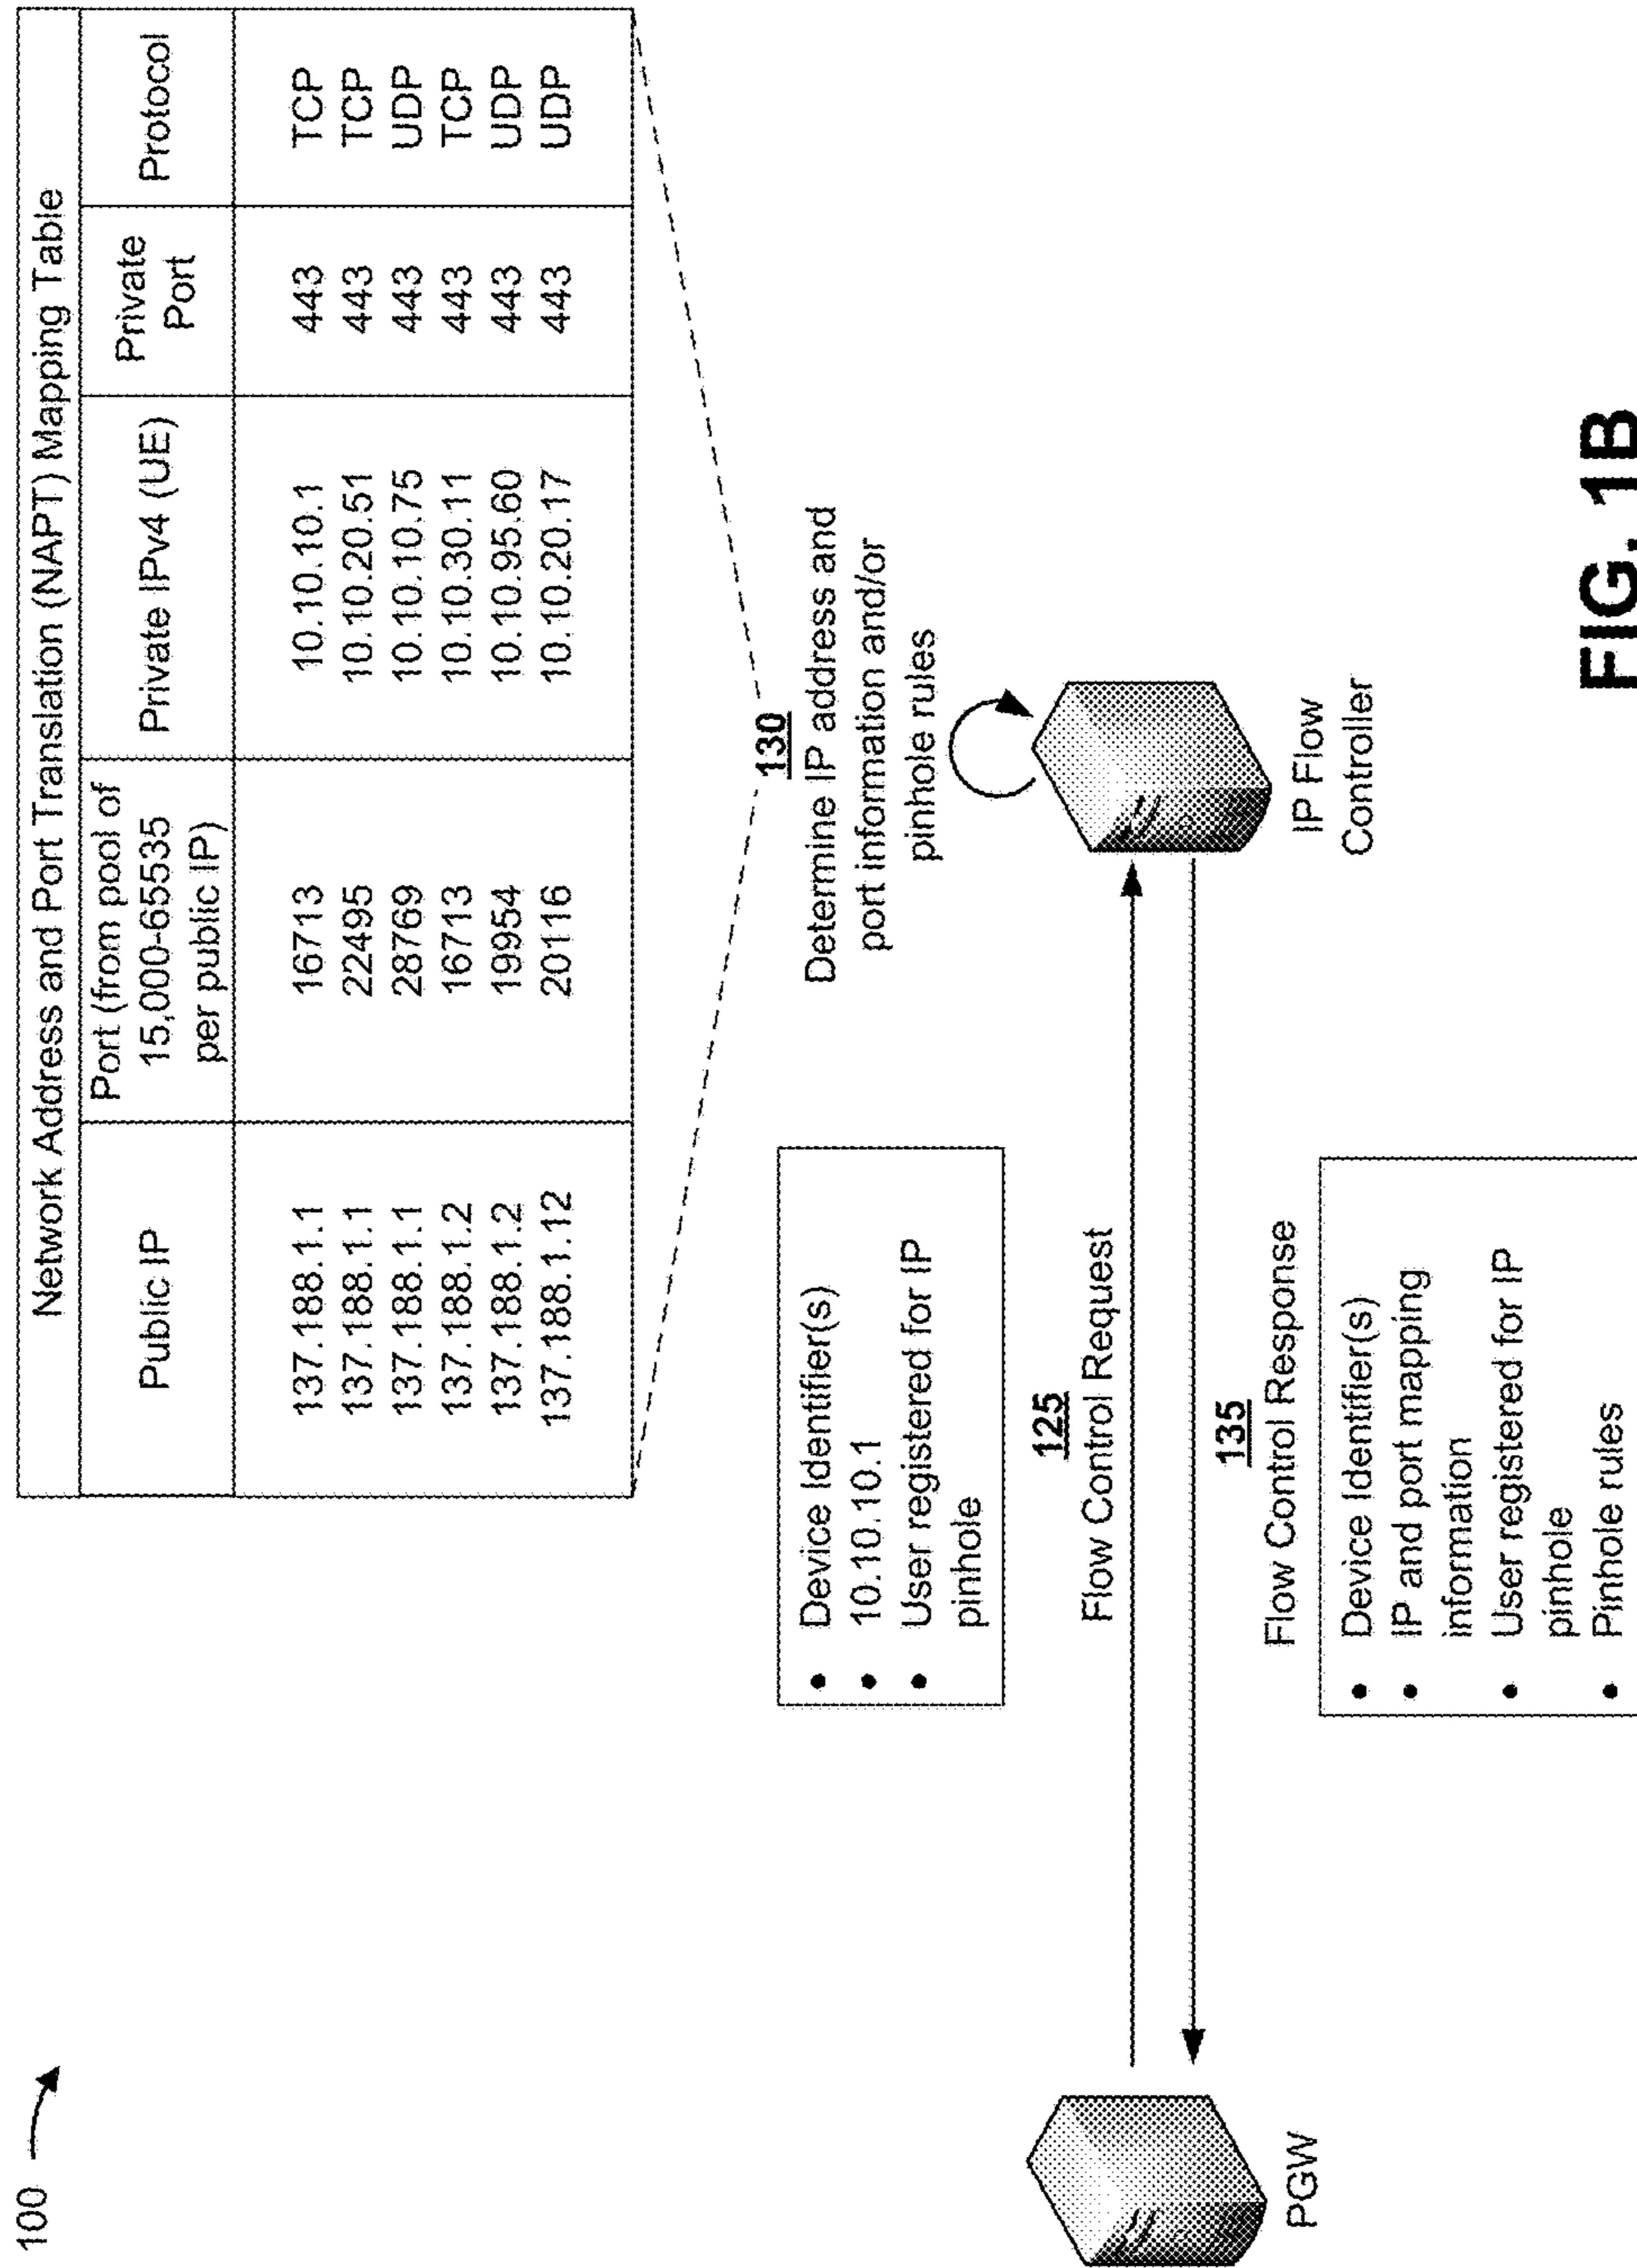 100
Network Address and Port Translation (NAPT) Mapping Table
Public IP
Port (from pool of
15,000-65535
per public IP)
Private IPv4 (UE)
Private
Port
Protocol
137.188.1.1 16713 10.10.10.1 443 TCP
137.188.1.1 22495 10.10.20.51 443 TCP
137.188.1.1 28769 10.10.10.75 443 UDP
137.188.1.2 16713 10.10.30.11 443 TCP
137.188.1.2 19954 10.10.95.60 443 UDP
137.188.1.12 20116 10.10.20.17 443 UDP
130
Determine IP address and
port information and/or
pinhole rules
• Device Identifier(s)
• 10.10.10.1
• User registered for IP
pinhole
125
Flow Control Request
135
Flow Control Response
• Device Identifier(s)
• IP and port mapping
information
• User registered for IP
pinhole
• Pinhole rules
PGW
IP Flow
Controller
FIG. 1B